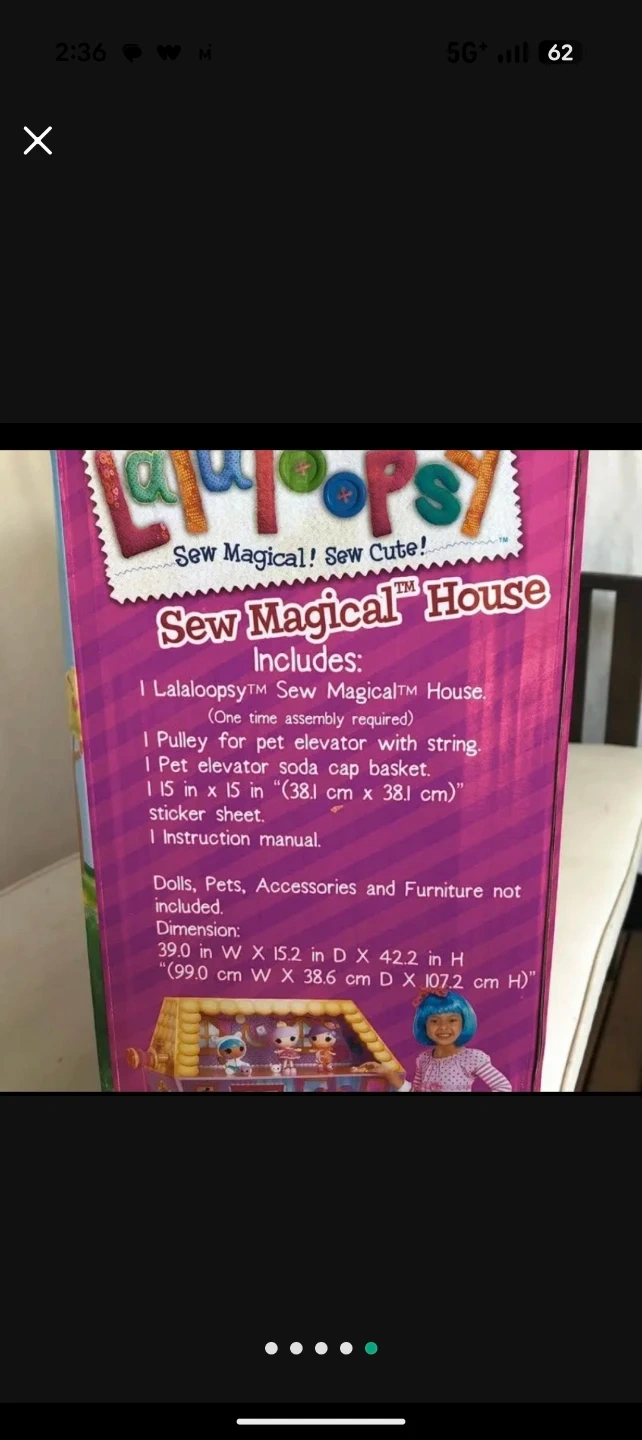 2:36
5G+
62
Lalaloopsy
Sew Magical! Sew Cute! ™
Sew Magical™ House
Includes:
1 Lalaloopsy™ Sew Magical™ House.
(One time assembly required)
1 Pulley for pet elevator with string.
1 Pet elevator soda cap basket.
1 15 in x 15 in “(38.1 cm x 38.1 cm)”
sticker sheet.
1 Instruction manual.
Dolls, Pets, Accessories and Furniture not
included.
Dimension:
39.0 in W X 15.2 in D X 42.2 in H
“(99.0 cm W X 38.6 cm D X 107.2 cm H)”